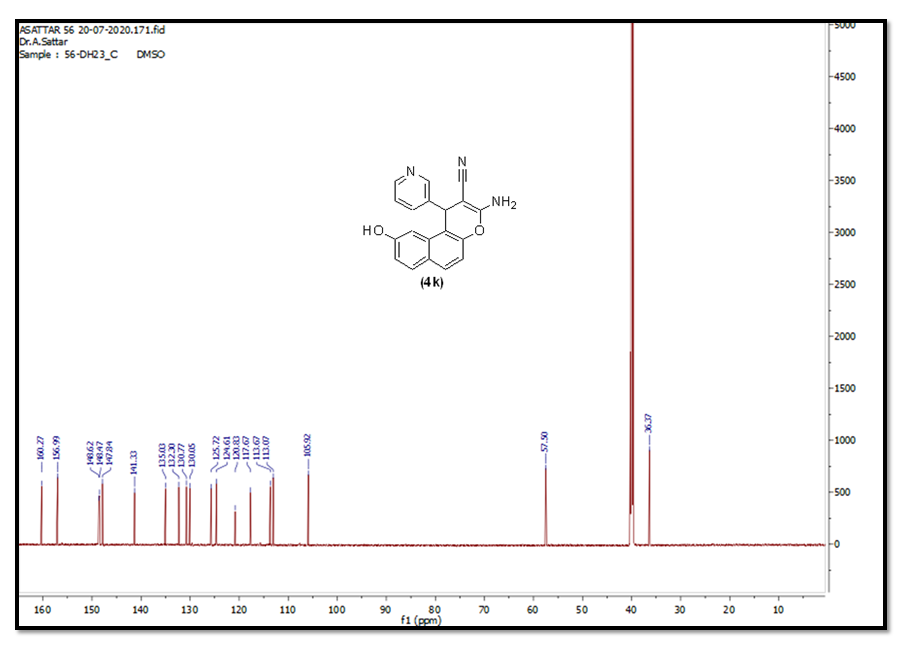 ASATTAR 56 20-07-2020.171.fid
Dr.A.Sattar
Sample : 56-DH23_C DMSO
5000
4500
4000
3500
3000
2500
2000
1500
1000
500
0
N
N
NH2
O
HO
(4k)
160.27
156.99
148.62
148.47
147.84
141.33
135.03
132.30
130.77
130.05
125.72
124.61
120.83
117.67
113.67
113.07
105.92
57.50
36.37
160 150 140 130 120 110 100 90 80 70 60 50 40 30 20 10
f1 (ppm)